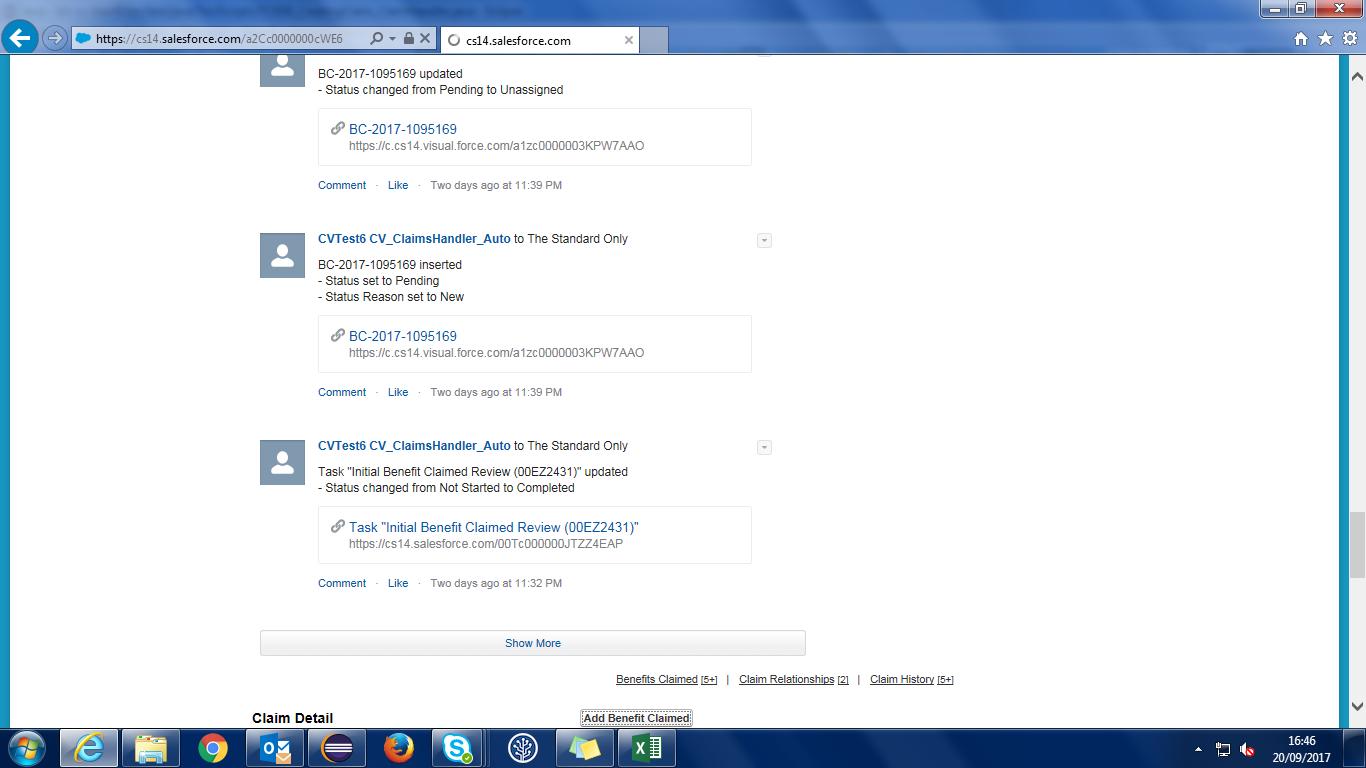 https://cs14.salesforce.com/a2Cc0000000cWE6
cs14.salesforce.com
BC-2017-1095169 updated
- Status changed from Pending to Unassigned
BC-2017-1095169
https://c.cs14.visual.force.com/a1zc0000003KPW7AAO
Comment · Like · Two days ago at 11:39 PM
CVTest6 CV_ClaimsHandler_Auto to The Standard Only
BC-2017-1095169 inserted
- Status set to Pending
- Status Reason set to New
BC-2017-1095169
https://c.cs14.visual.force.com/a1zc0000003KPW7AAO
Comment · Like · Two days ago at 11:39 PM
CVTest6 CV_ClaimsHandler_Auto to The Standard Only
Task "Initial Benefit Claimed Review (00EZ2431)" updated
- Status changed from Not Started to Completed
Task "Initial Benefit Claimed Review (00EZ2431)"
https://cs14.salesforce.com/00Tc000000JTZZ4EAP
Comment · Like · Two days ago at 11:32 PM
Show More
Benefits Claimed [5+] | Claim Relationships [2] | Claim History [5+]
Claim Detail
Add Benefit Claimed
16:46
20/09/2017